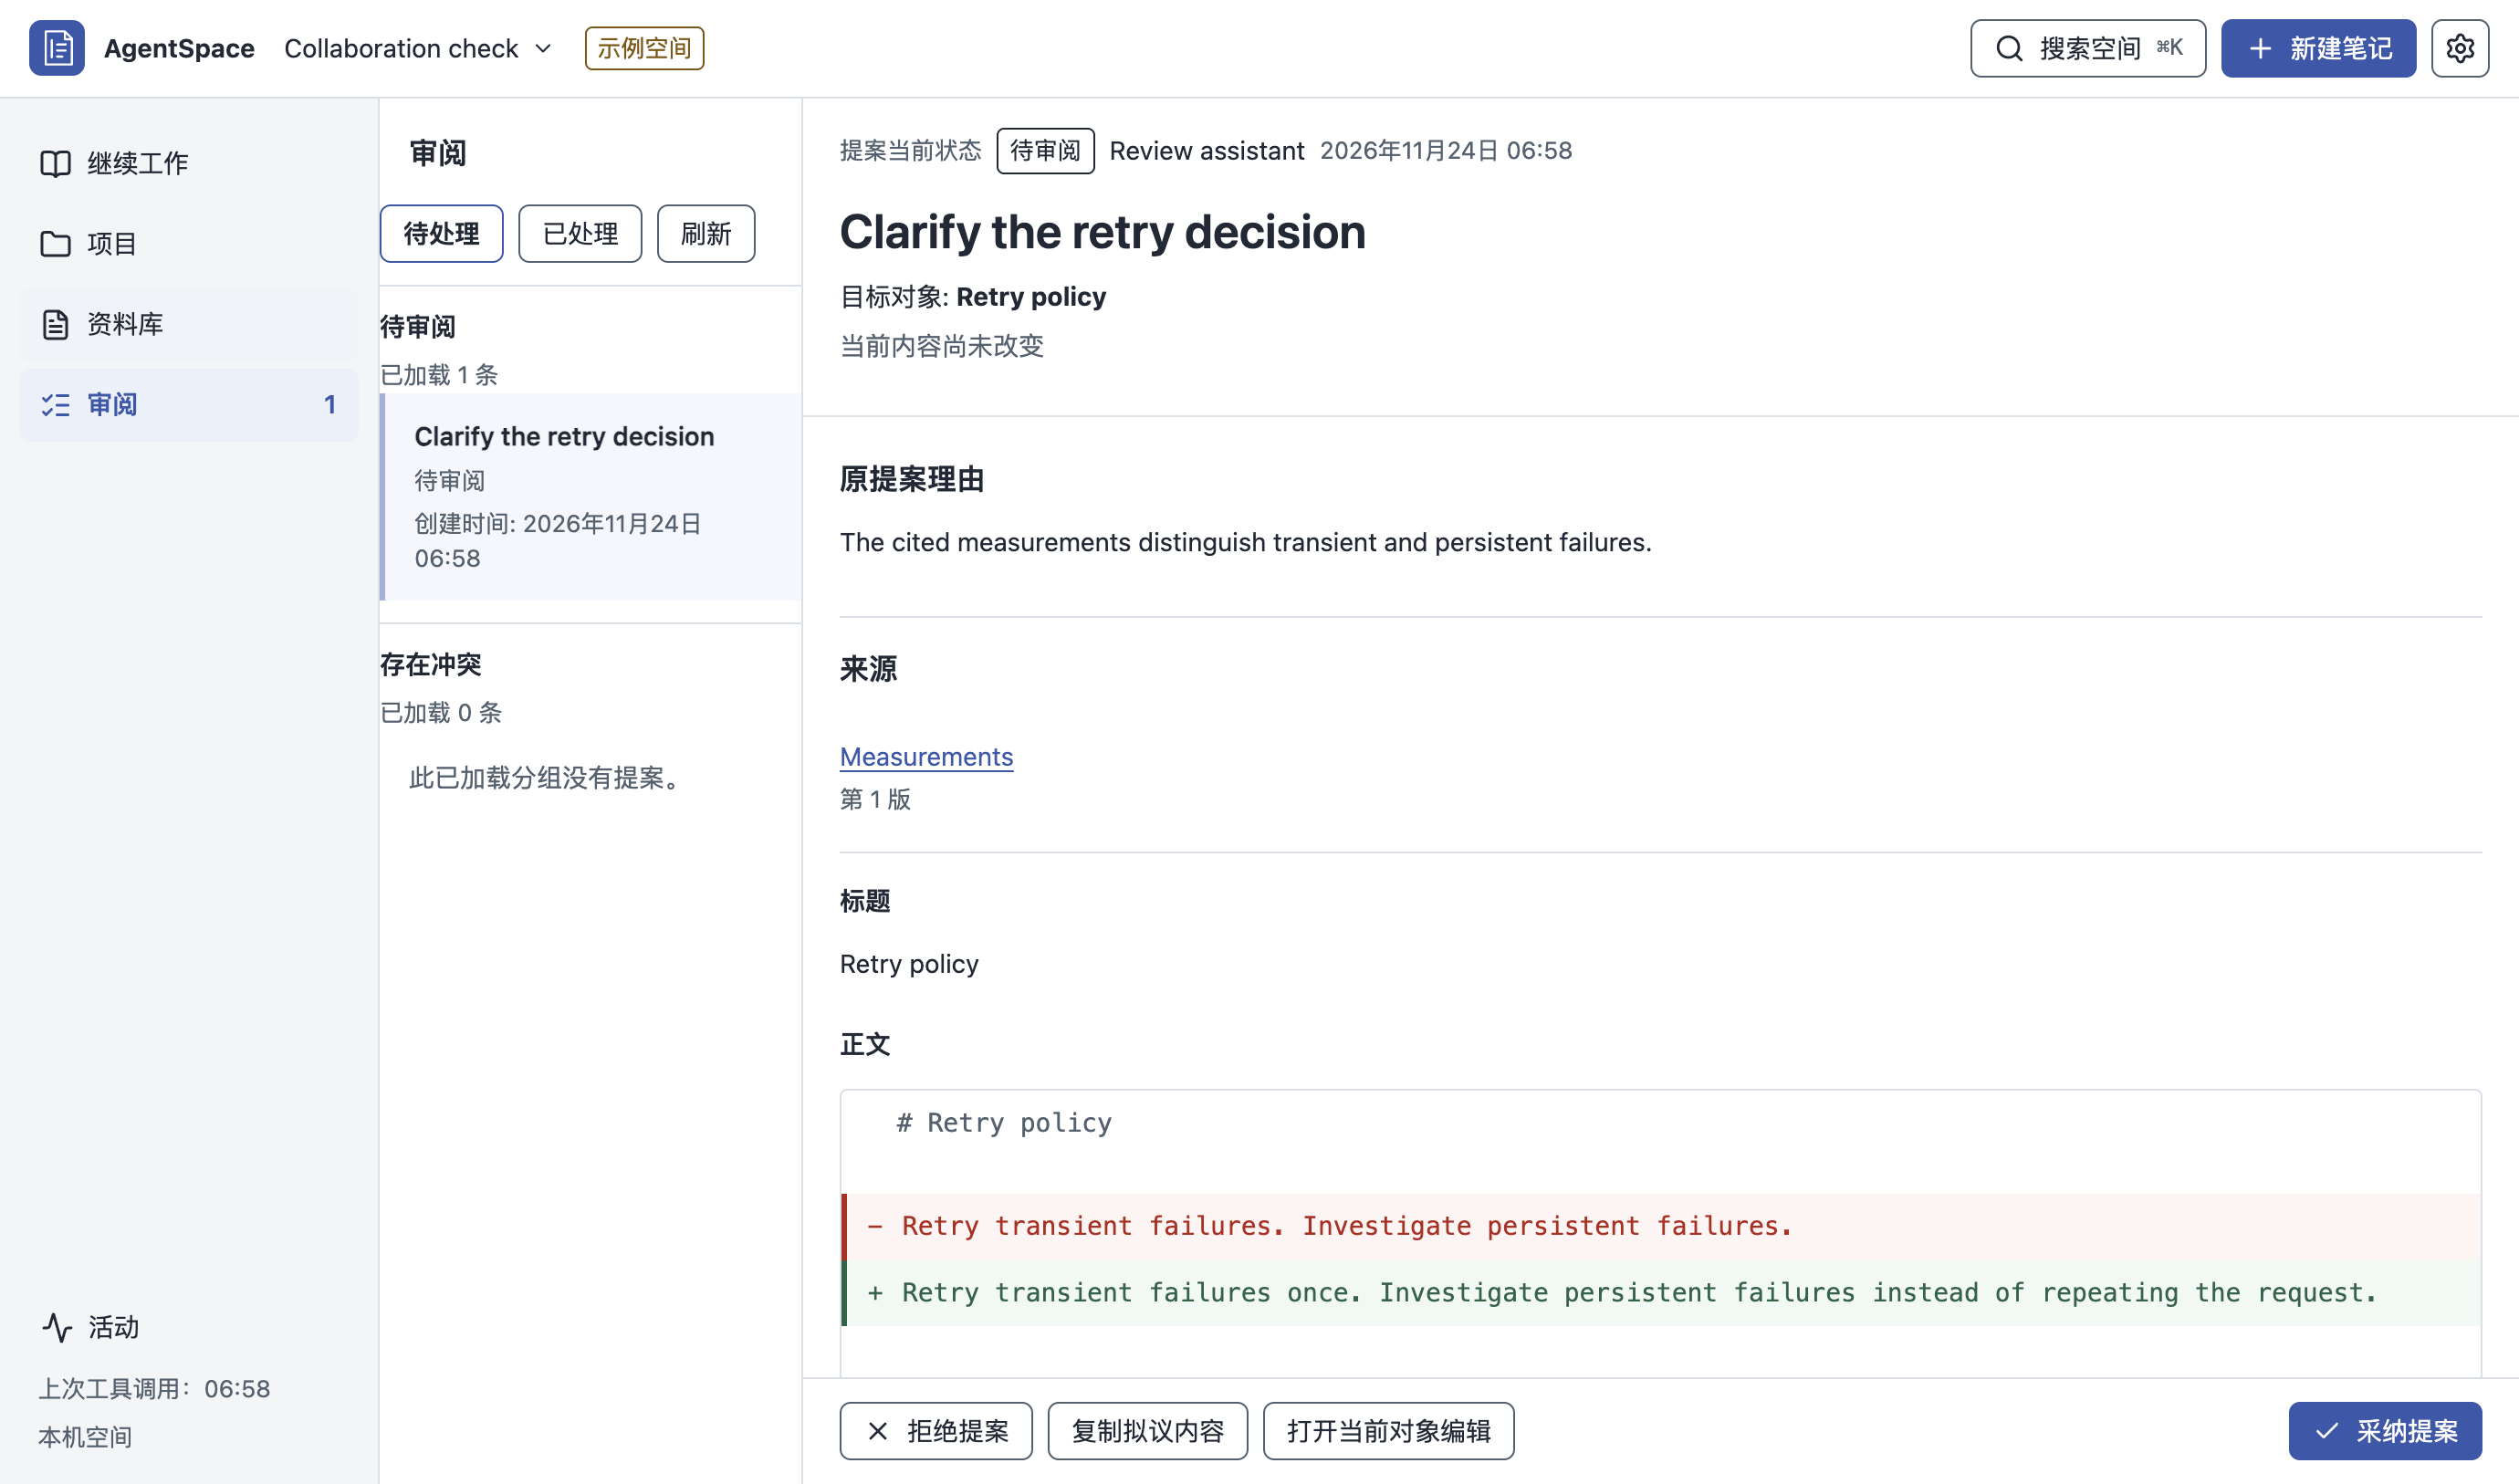 AgentSpace
Collaboration check
示例空间
搜索空间 ⌘K
新建笔记
继续工作
项目
资料库
审阅 1
活动
上次工具调用：06:58
本机空间
审阅
待处理
已处理
刷新
待审阅
已加载 1 条
Clarify the retry decision
待审阅
创建时间: 2026年11月24日
06:58
存在冲突
已加载 0 条
此已加载分组没有提案。
提案当前状态 待审阅 Review assistant 2026年11月24日 06:58
Clarify the retry decision
目标对象: Retry policy
当前内容尚未改变
原提案理由
The cited measurements distinguish transient and persistent failures.
来源
Measurements
第 1 版
标题
Retry policy
正文
# Retry policy
− Retry transient failures. Investigate persistent failures.
+ Retry transient failures once. Investigate persistent failures instead of repeating the request.
拒绝提案
复制拟议内容
打开当前对象编辑
采纳提案